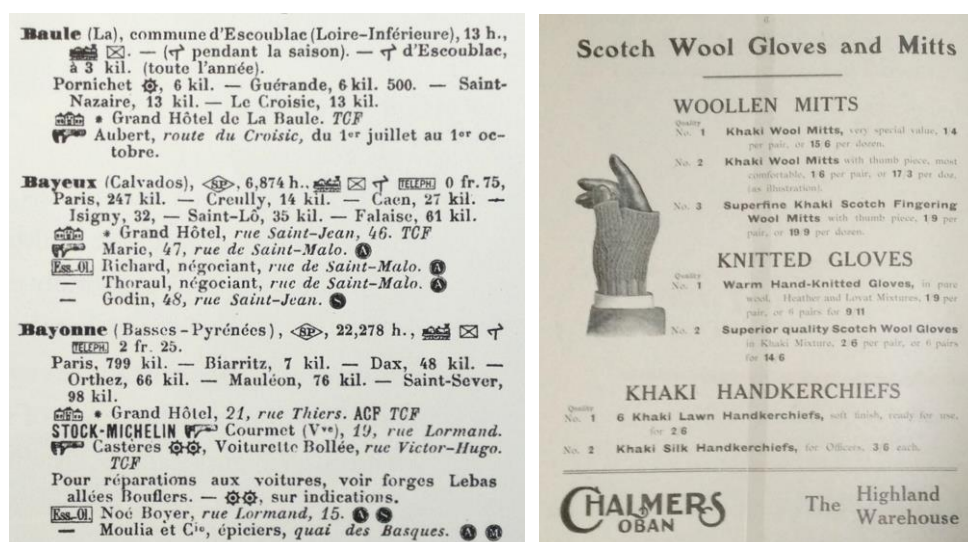 Baule (La), commune d'Escoublac (Loire-Inférieure), 13 h.,
— ( pendant la saison). — d'Escoublac,
à 3 kil. (toute l'année).
Pornichet , 6 kil. — Guérande, 6 kil. 500. — Saint-
Nazaire, 13 kil. — Le Croisic, 13 kil.
* Grand Hôtel de La Baule. TCF
Aubert, route du Croisic, du 1er juillet au 1er oc-
tobre.
Bayeux (Calvados), SP, 6,874 h., TÉLÉPH. 0 fr. 75,
Paris, 247 kil. — Creully, 14 kil. — Caen, 27 kil. —
Isigny, 32, — Saint-Lô, 35 kil. — Falaise, 61 kil.
* Grand Hôtel, rue Saint-Jean, 46. TCF
Marie, 47, rue de Saint-Malo. A
Ess. Ol. Richard, négociant, rue de Saint-Malo. A
— Thoraul, négociant, rue de Saint-Malo. A
— Godin, 48, rue Saint-Jean. S
Bayonne (Basses-Pyrénées), SP, 22,278 h.,
TÉLÉPH. 2 fr. 25.
Paris, 799 kil. — Biarritz, 7 kil. — Dax, 48 kil. —
Orthez, 66 kil. — Mauléon, 76 kil. — Saint-Sever,
98 kil.
* Grand Hôtel, 21, rue Thiers. ACF TCF
STOCK-MICHELIN Courmet (Vve), 19, rue Lormand.
Castères , Voiturette Bollée, rue Victor-Hugo.
TCF
Pour réparations aux voitures, voir forges Lebas
allées Bouflers. — , sur indications.
Ess. Ol. Noé Boyer, rue Lormand, 15. A S
— Moulia et Cie, épiciers, quai des Basques. A M
6
Scotch Wool Gloves and Mitts
WOOLLEN MITTS
Quality
No. 1 Khaki Wool Mitts, very special value, 1/4
per pair, or 15/6 per dozen.
No. 2 Khaki Wool Mitts with thumb piece, most
comfortable, 1/6 per pair, or 17/3 per doz.
(as illustration).
No. 3 Superfine Khaki Scotch Fingering
Wool Mitts with thumb piece, 1/9 per
pair, or 19/9 per dozen.
KNITTED GLOVES
Quality
No. 1 Warm Hand-Knitted Gloves, in pure
wool. Heather and Lovat Mixtures, 1/9 per
pair, or 6 pairs for 9/11
No. 2 Superior quality Scotch Wool Gloves
in Khaki Mixture, 2/6 per pair, or 6 pairs
for 14/6
KHAKI HANDKERCHIEFS
Quality
No. 1 6 Khaki Lawn Handkerchiefs, soft finish, ready for use,
for 2/6
No. 2 Khaki Silk Handkerchiefs, for Officers, 3/6 each.
CHALMERS
OBAN
The Highland
Warehouse